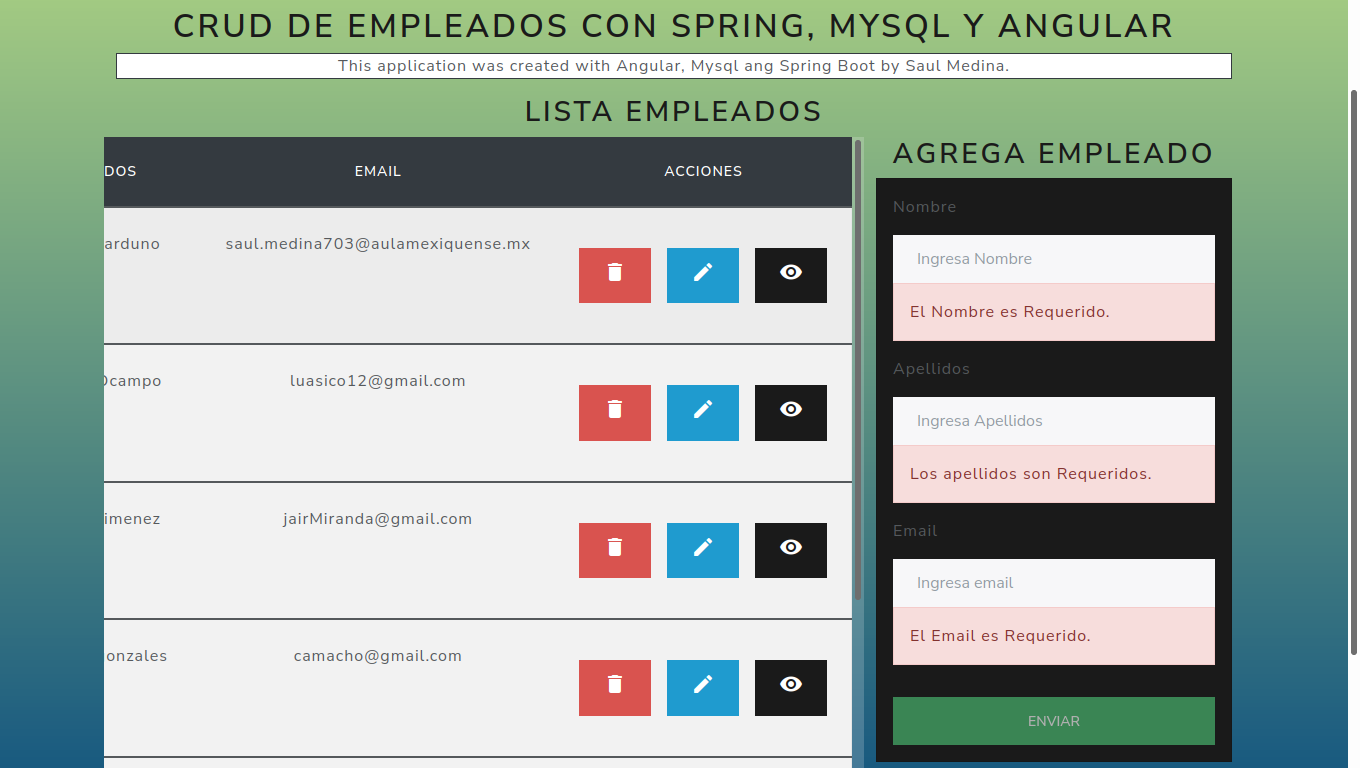 CRUD DE EMPLEADOS CON SPRING, MYSQL Y ANGULAR
This application was created with Angular, Mysql ang Spring Boot by Saul Medina.
LISTA EMPLEADOS
DOS EMAIL ACCIONES
arduno saul.medina703@aulamexiquense.mx
Ocampo luasico12@gmail.com
imenez jairMiranda@gmail.com
onzales camacho@gmail.com
AGREGA EMPLEADO
Nombre
Ingresa Nombre
El Nombre es Requerido.
Apellidos
Ingresa Apellidos
Los apellidos son Requeridos.
Email
Ingresa email
El Email es Requerido.
ENVIAR